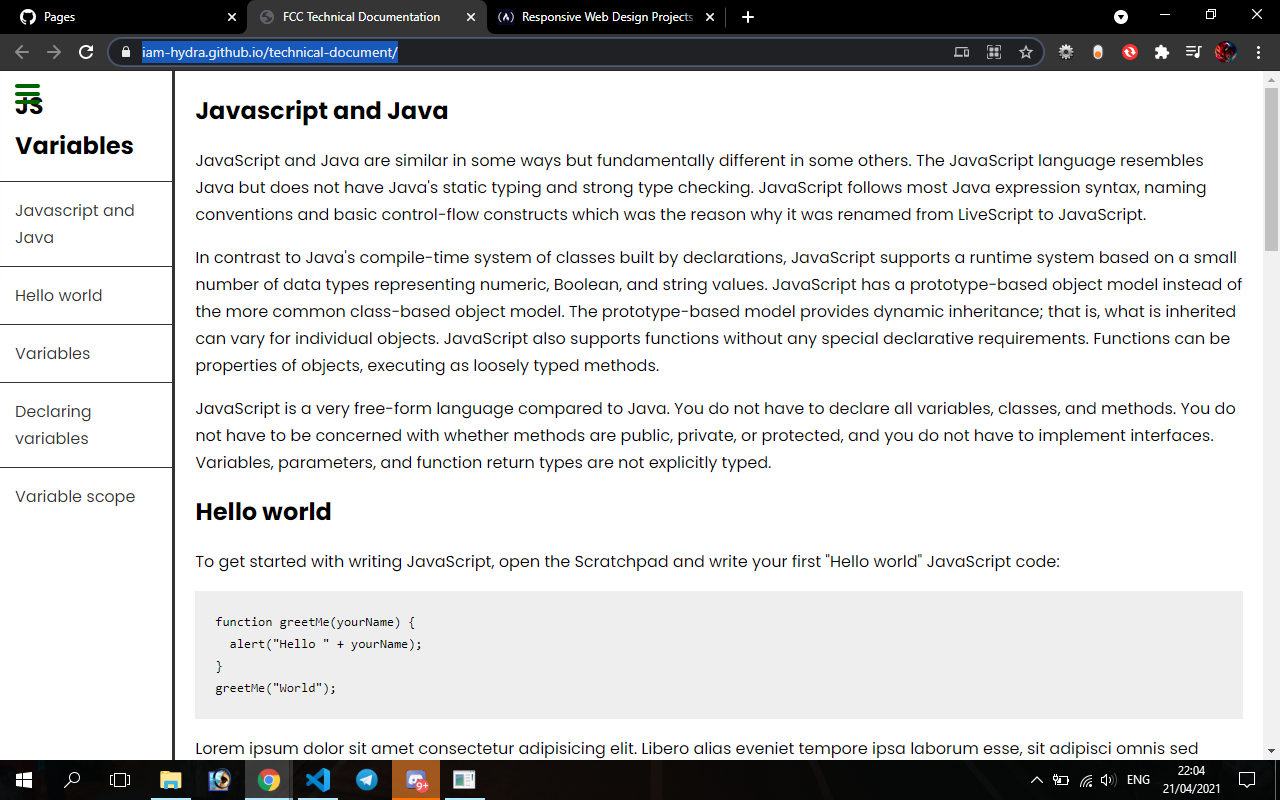 Pages
FCC Technical Documentation
Responsive Web Design Projects
iam-hydra.github.io/technical-document/
JS
Variables
Javascript and
Java
Hello world
Variables
Declaring
variables
Variable scope
Javascript and Java
JavaScript and Java are similar in some ways but fundamentally different in some others. The JavaScript language resembles
Java but does not have Java's static typing and strong type checking. JavaScript follows most Java expression syntax, naming
conventions and basic control-flow constructs which was the reason why it was renamed from LiveScript to JavaScript.
In contrast to Java's compile-time system of classes built by declarations, JavaScript supports a runtime system based on a small
number of data types representing numeric, Boolean, and string values. JavaScript has a prototype-based object model instead of
the more common class-based object model. The prototype-based model provides dynamic inheritance; that is, what is inherited
can vary for individual objects. JavaScript also supports functions without any special declarative requirements. Functions can be
properties of objects, executing as loosely typed methods.
JavaScript is a very free-form language compared to Java. You do not have to declare all variables, classes, and methods. You do
not have to be concerned with whether methods are public, private, or protected, and you do not have to implement interfaces.
Variables, parameters, and function return types are not explicitly typed.
Hello world
To get started with writing JavaScript, open the Scratchpad and write your first "Hello world" JavaScript code:
function greetMe(yourName) {
  alert("Hello " + yourName);
}
greetMe("World");
Lorem ipsum dolor sit amet consectetur adipisicing elit. Libero alias eveniet tempore ipsa laborum esse, sit adipisci omnis sed
9+
ENG
22:04
21/04/2021